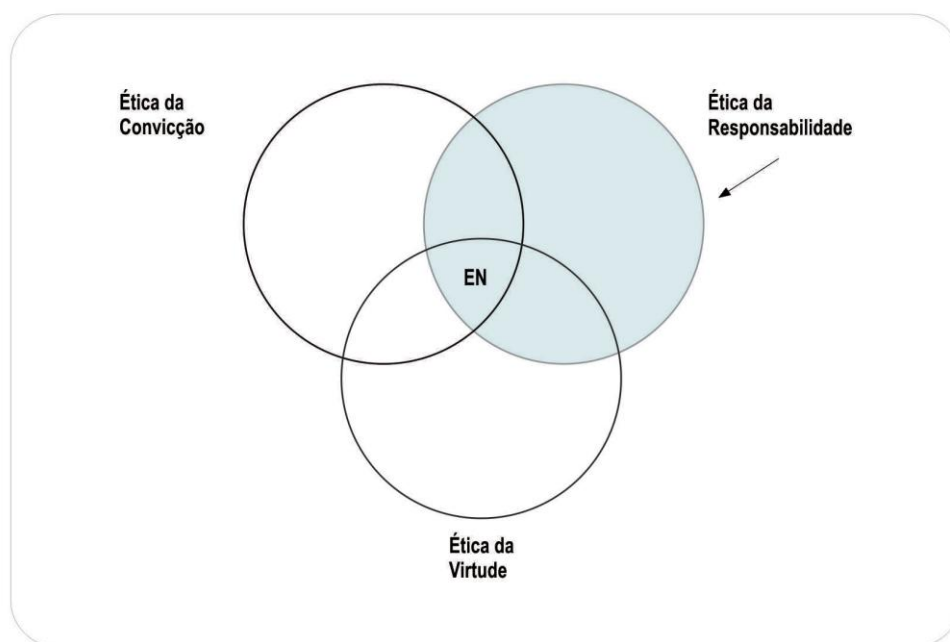 Ética da
Convicção
Ética da
Responsabilidade
EN
Ética da
Virtude